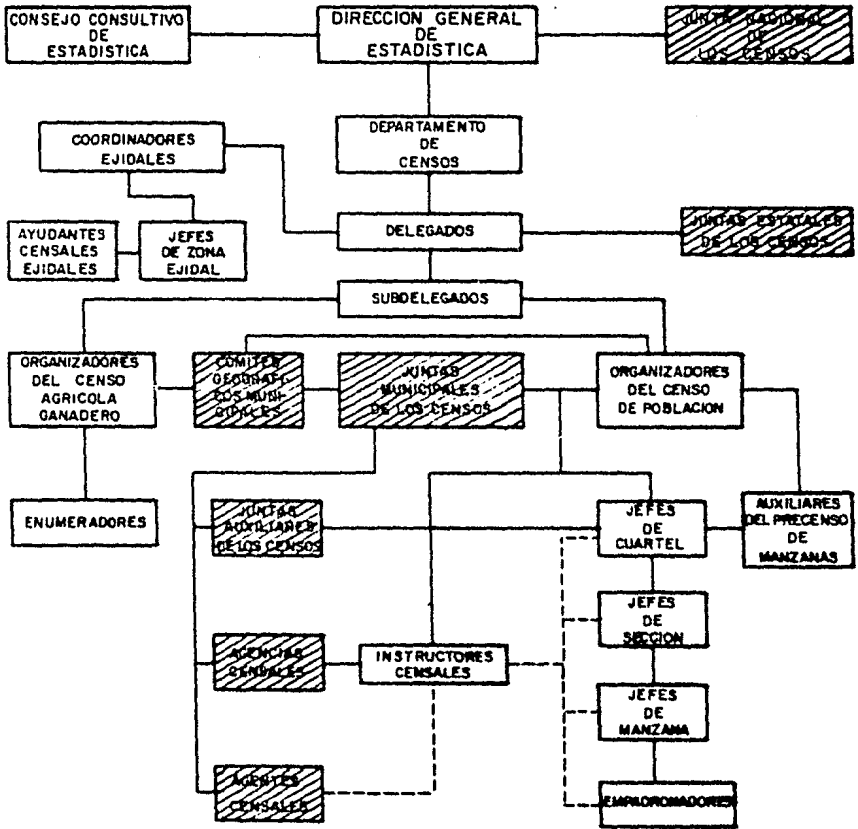 CONSEJO CONSULTIVO
DE
ESTADISTICA
DIRECCION GENERAL
DE
ESTADISTICA
JUNTA NACIONAL
DE
LOS CENSOS
COORDINADORES
EJIDALES
DEPARTAMENTO
DE
CENSOS
AYUDANTES
CENSALES
EJIDALES
JEFES
DE ZONA
EJIDAL
DELEGADOS
JUNTAS ESTATALES
DE LOS CENSOS
SUBDELEGADOS
ORGANIZADORES
DEL CENSO
AGRICOLA
GANADERO
COMITES
GEOGRAFI-
COS MUNI-
CIPALES
JUNTAS
MUNICIPALES
DE LOS CENSOS
ORGANIZADORES
DEL CENSO
DE POBLACION
ENUMERADORES
JUNTAS
AUXILIARES
DE LOS CENSOS
JEFES
DE
CUARTEL
AUXILIARES
DEL PRECENSO
DE
MANZANAS
JEFES
DE
SECCION
AGENCIAS
CENSALES
INSTRUCTORES
CENSALES
JEFES
DE
MANZANA
AGENTES
CENSALES
EMPADRONADORES